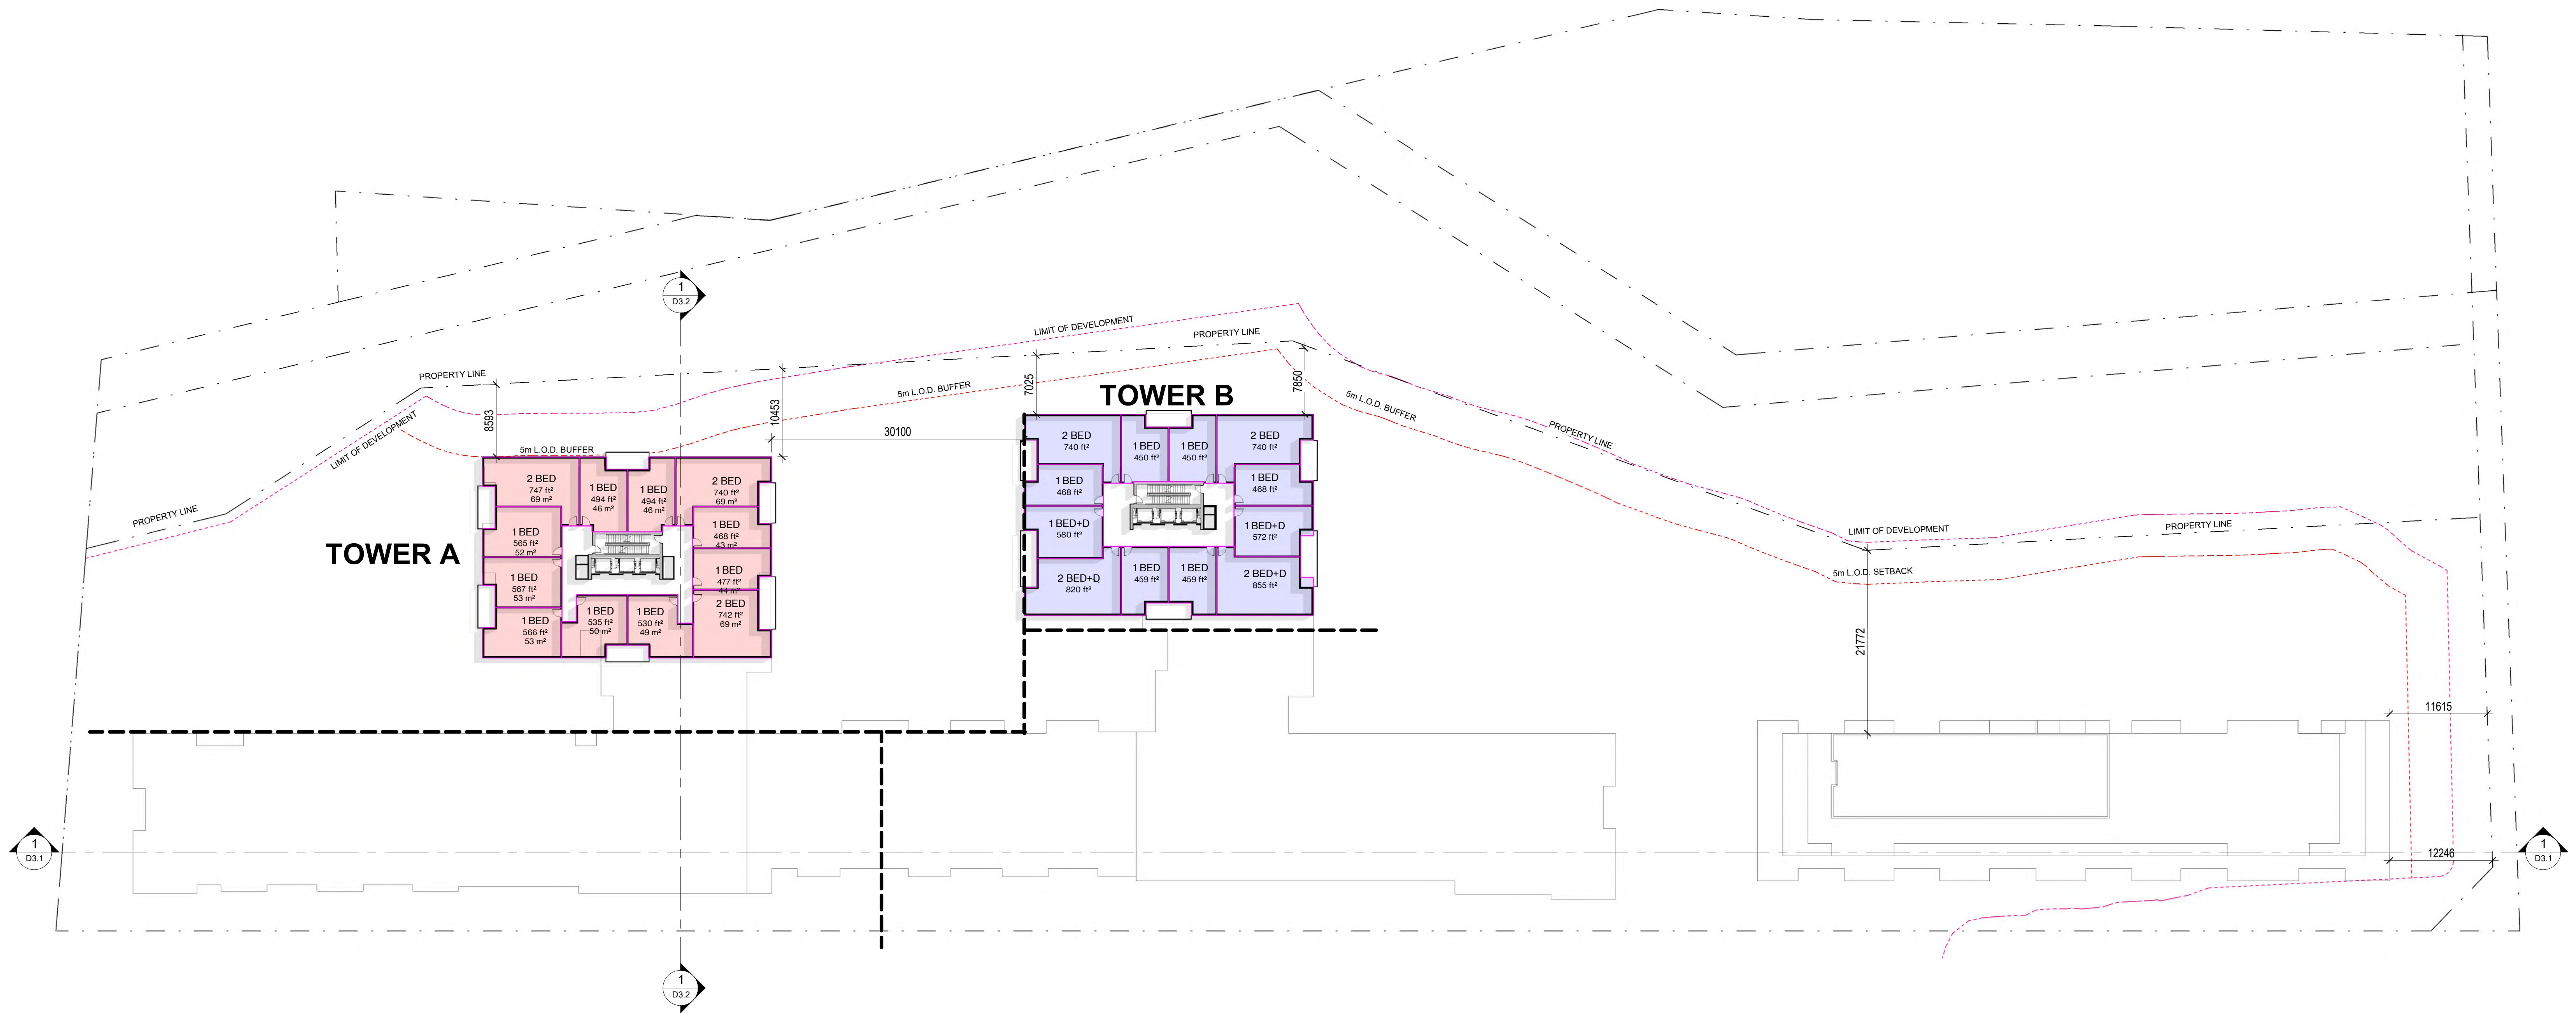 1
D3.2
LIMIT OF DEVELOPMENT
PROPERTY LINE
PROPERTY LINE
8593
10453
7025
7850
TOWER B
5m L.O.D. BUFFER
5m L.O.D. BUFFER
LIMIT OF DEVELOPMENT
30100
5m L.O.D. BUFFER
PROPERTY LINE
PROPERTY LINE
TOWER A
2 BED
747 ft²
69 m²
1 BED
494 ft²
46 m²
1 BED
494 ft²
46 m²
2 BED
740 ft²
69 m²
1 BED
565 ft²
52 m²
1 BED
468 ft²
43 m²
1 BED
567 ft²
53 m²
1 BED
477 ft²
44 m²
1 BED
566 ft²
53 m²
1 BED
535 ft²
50 m²
1 BED
530 ft²
49 m²
2 BED
742 ft²
69 m²
2 BED
740 ft²
1 BED
450 ft²
1 BED
450 ft²
2 BED
740 ft²
1 BED
468 ft²
1 BED
468 ft²
1 BED+D
580 ft²
1 BED+D
572 ft²
2 BED+D
820 ft²
1 BED
459 ft²
1 BED
459 ft²
2 BED+D
855 ft²
LIMIT OF DEVELOPMENT
PROPERTY LINE
5m L.O.D. SETBACK
21772
11615
12246
1
D3.1
1
D3.1
1
D3.2